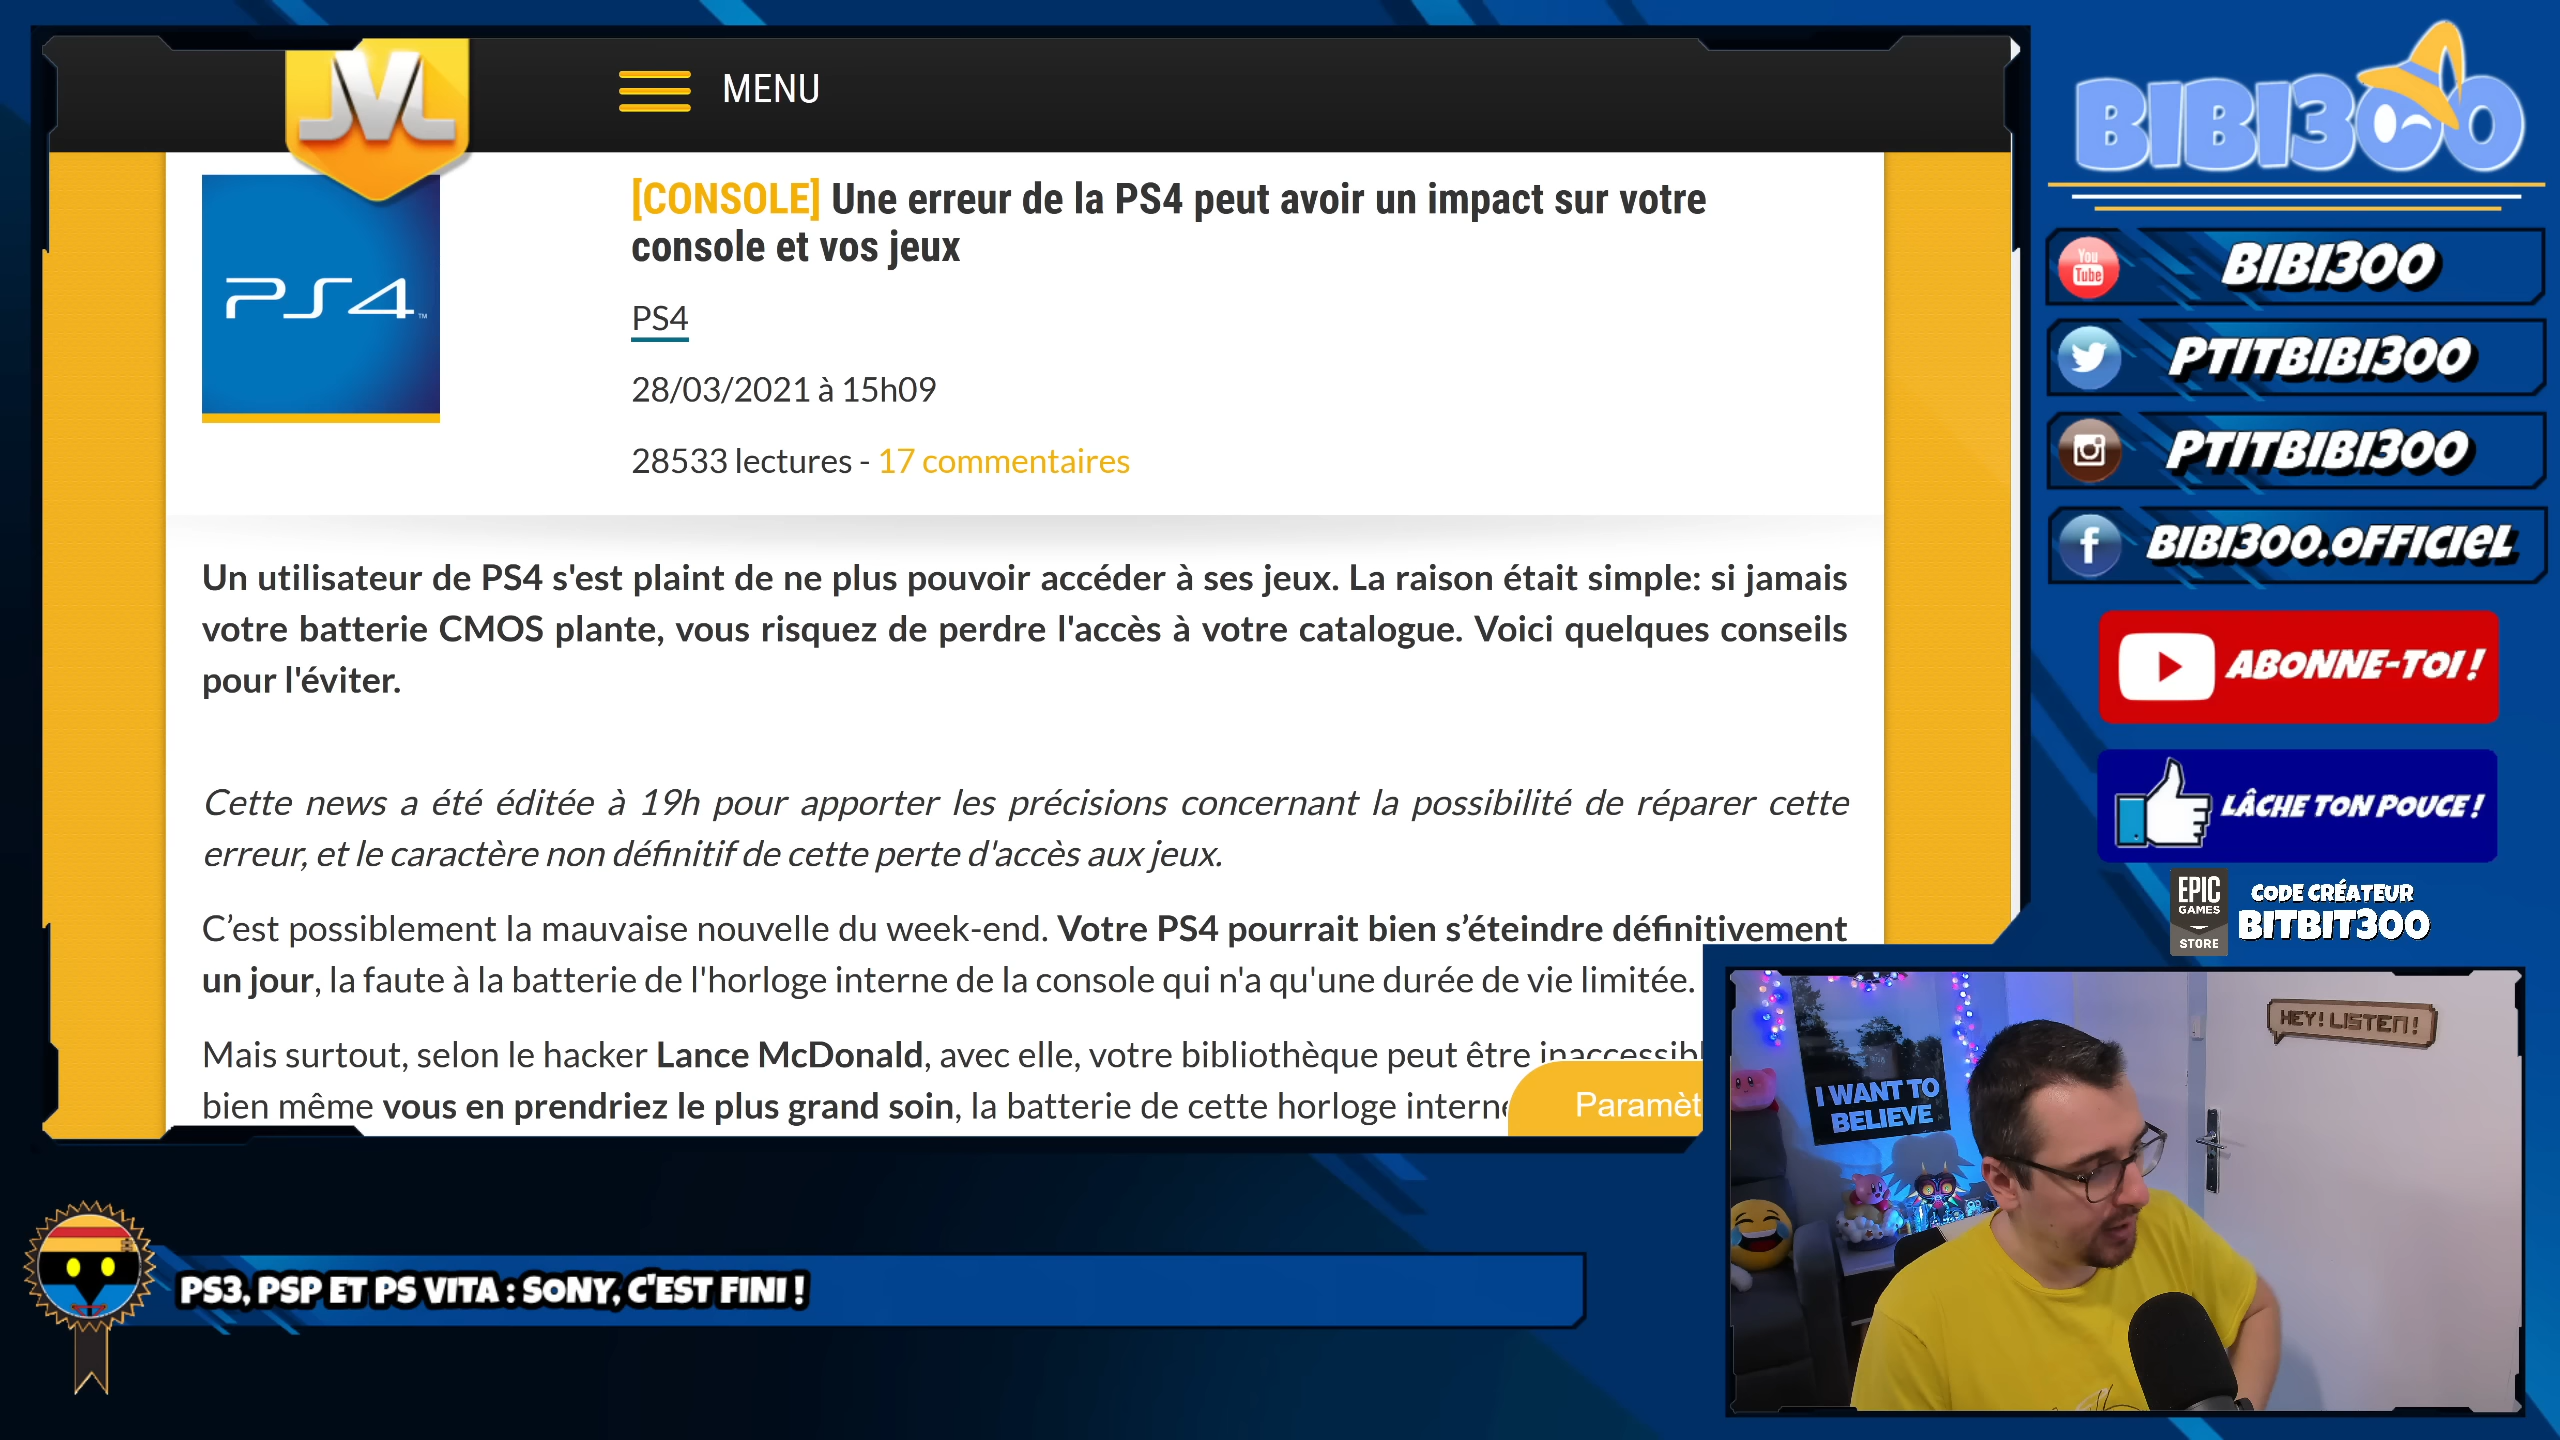 JVL
MENU
PS4
[CONSOLE] Une erreur de la PS4 peut avoir un impact sur votre
console et vos jeux
PS4
28/03/2021 à 15h09
28533 lectures - 17 commentaires
Un utilisateur de PS4 s'est plaint de ne plus pouvoir accéder à ses jeux. La raison était simple: si jamais
votre batterie CMOS plante, vous risquez de perdre l'accès à votre catalogue. Voici quelques conseils
pour l'éviter.
Cette news a été éditée à 19h pour apporter les précisions concernant la possibilité de réparer cette
erreur, et le caractère non définitif de cette perte d'accès aux jeux.
C’est possiblement la mauvaise nouvelle du week-end. Votre PS4 pourrait bien s’éteindre définitivement
un jour, la faute à la batterie de l'horloge interne de la console qui n'a qu'une durée de vie limitée.
Mais surtout, selon le hacker Lance McDonald, avec elle, votre bibliothèque peut être inaccessibl
bien même vous en prendriez le plus grand soin, la batterie de cette horloge interne
Paramèt
PS3, PSP ET PS VITA : SONY, C'EST FINI !
BIBI300
You Tube
BIBI300
PTITBIBI300
PTITBIBI300
BIBI300.OFFICIEL
ABONNE-TOI !
LÂCHE TON POUCE !
EPIC
GAMES
STORE
CODE CRÉATEUR
BITBIT300
I WANT TO
BELIEVE
HEY! LISTEN!